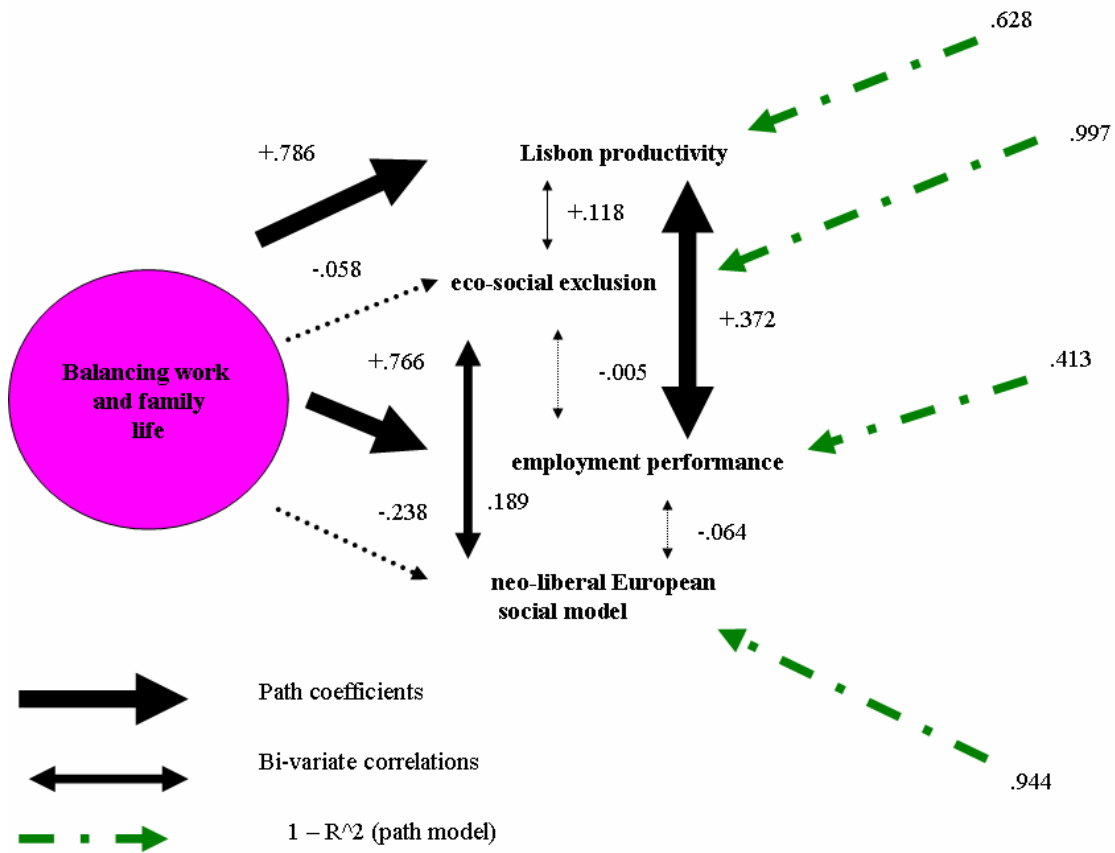 .628
.997
+.786
Lisbon productivity
+.118
-.058
eco-social exclusion
+.372
+.766
-.005
.413
Balancing work
and family
life
employment performance
-.238
.189
-.064
neo-liberal European
social model
Path coefficients
Bi-variate correlations
.944
1 – R^2 (path model)